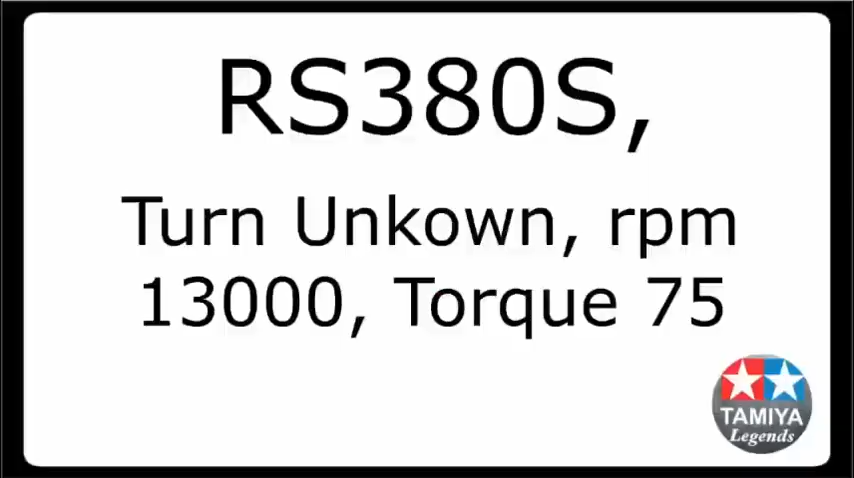 RS380S,
Turn Unkown, rpm
13000, Torque 75
TAMIYA
Legends